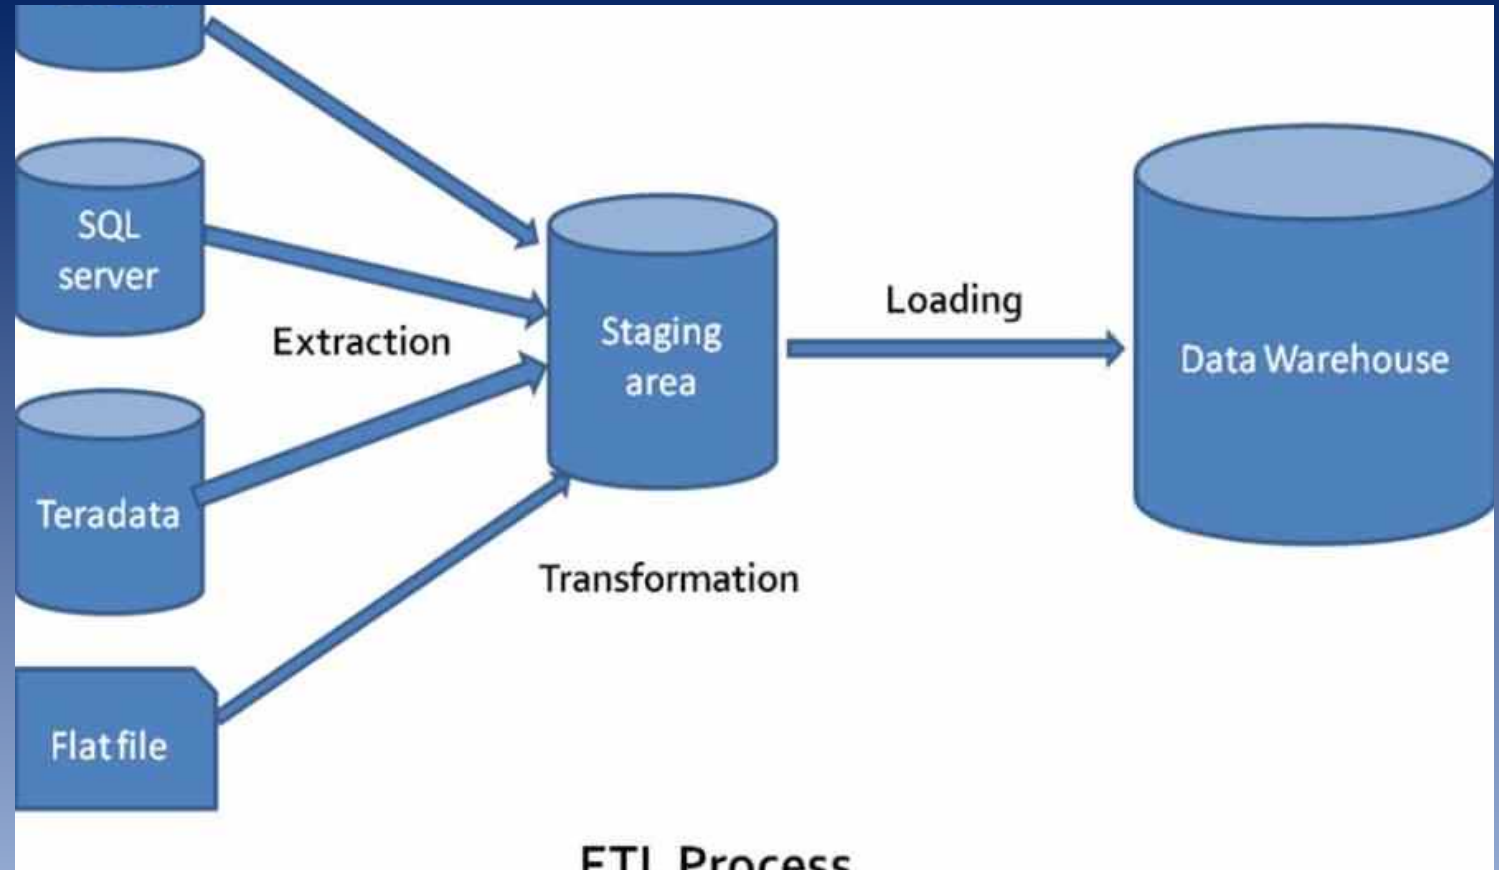 SQL
server
Extraction
Staging
area
Loading
Data Warehouse
Teradata
Transformation
Flat file
ETL Process